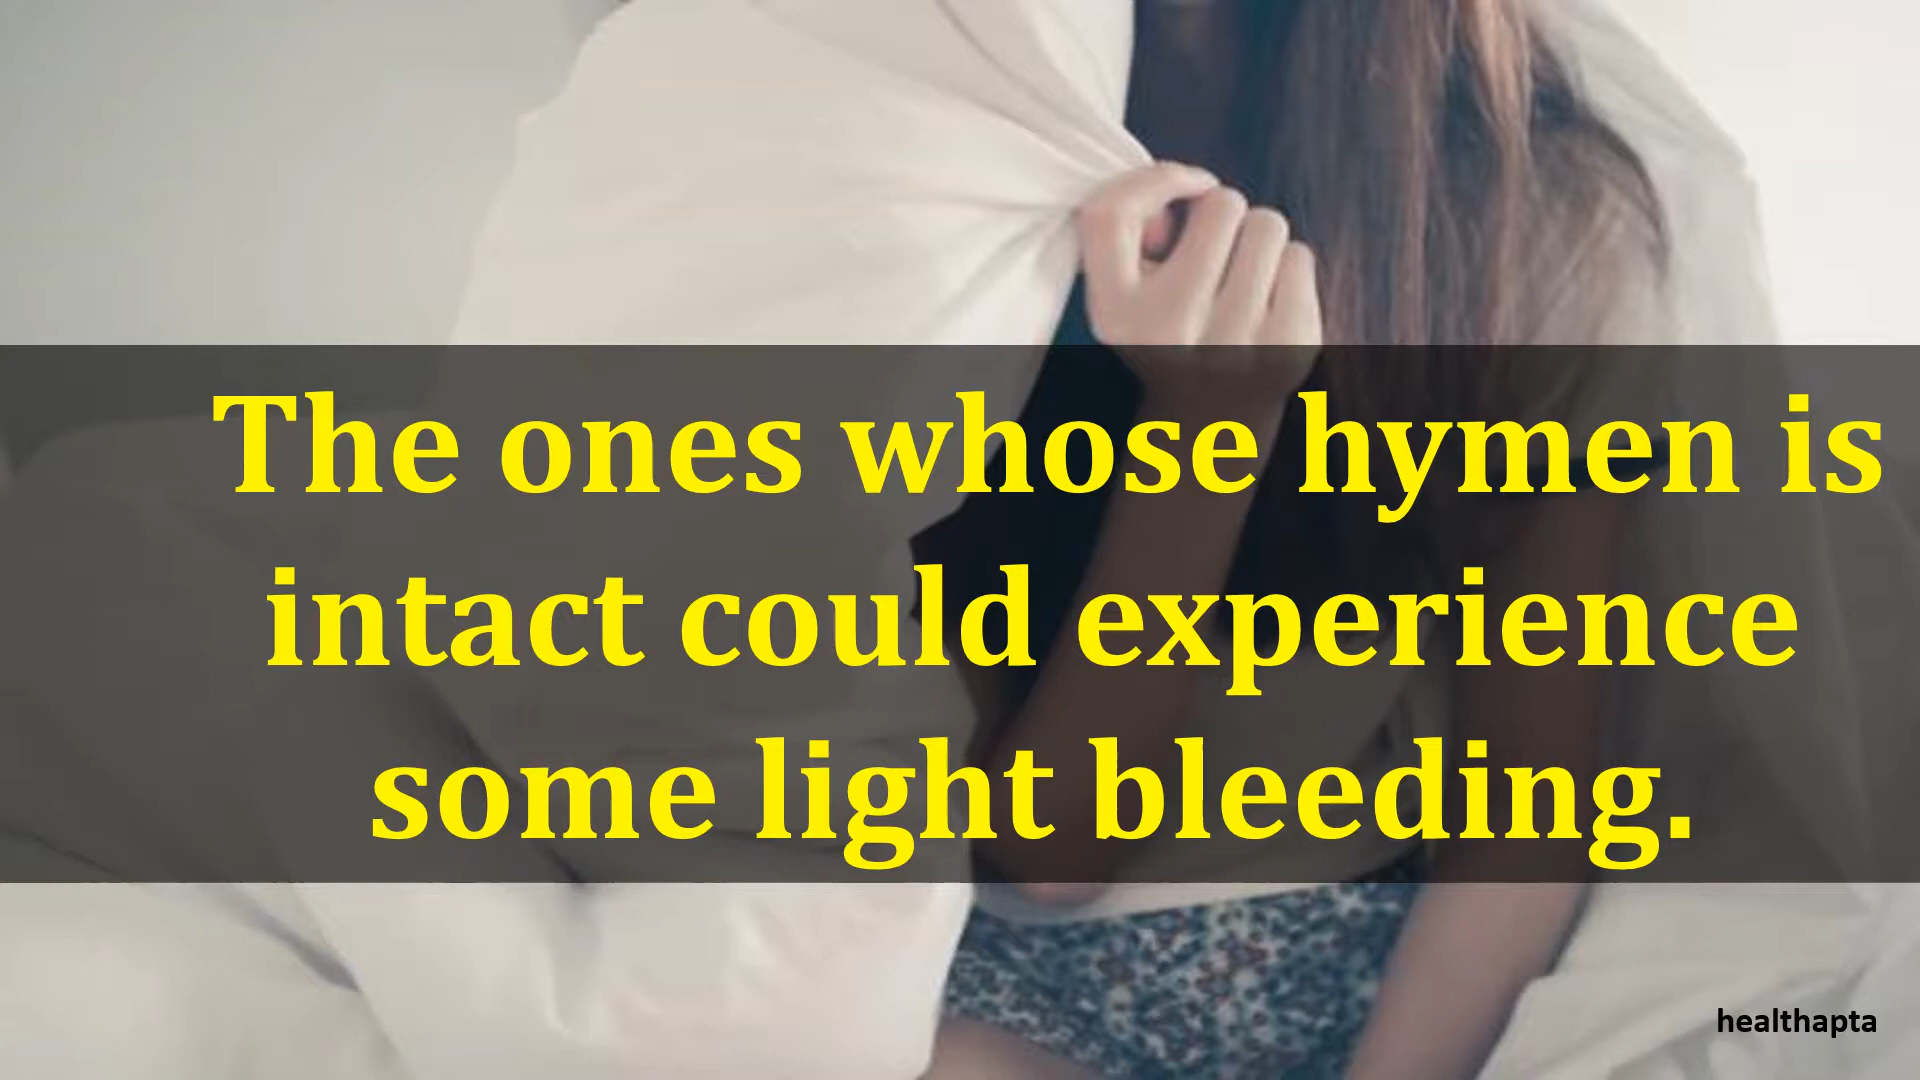 The ones whose hymen is
intact could experience
some light bleeding.
healthapta